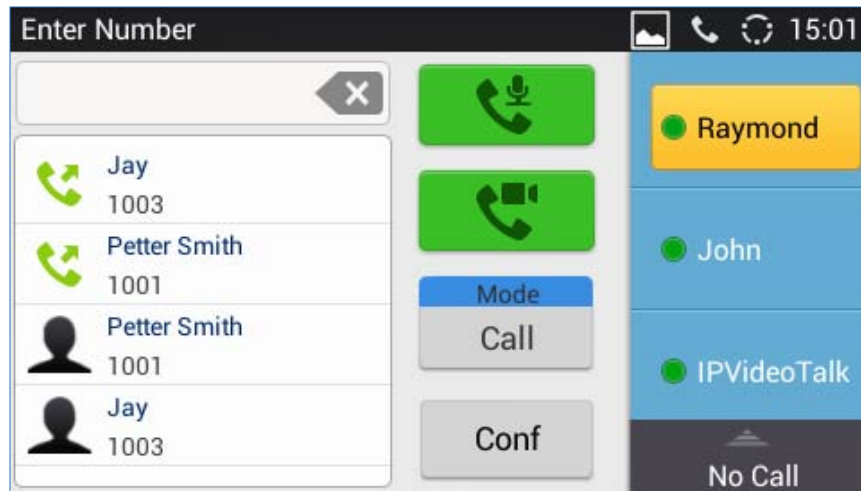 Enter Number
15:01
Jay
1003
Petter Smith
1001
Petter Smith
1001
Jay
1003
Mode
Call
Conf
Raymond
John
IPVideoTalk
No Call